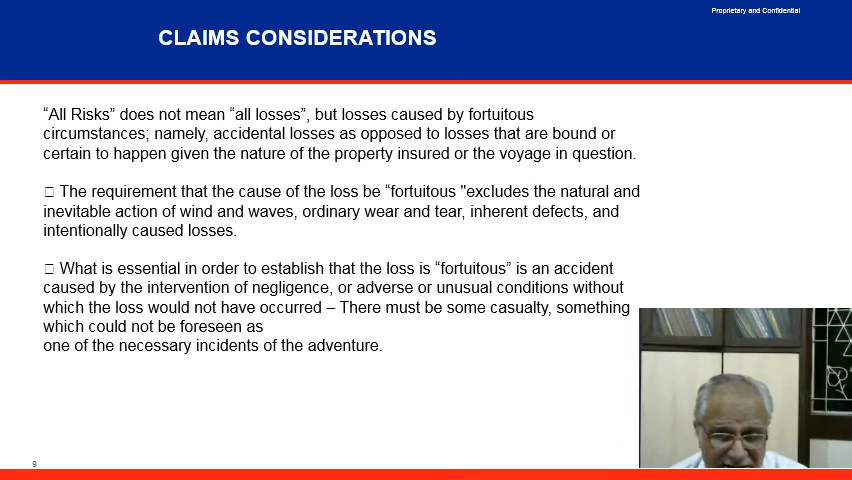 Proprietary and Confidential
CLAIMS CONSIDERATIONS
“All Risks” does not mean “all losses”, but losses caused by fortuitous
circumstances; namely, accidental losses as opposed to losses that are bound or
certain to happen given the nature of the property insured or the voyage in question.
□ The requirement that the cause of the loss be “fortuitous "excludes the natural and
inevitable action of wind and waves, ordinary wear and tear, inherent defects, and
intentionally caused losses.
□ What is essential in order to establish that the loss is “fortuitous” is an accident
caused by the intervention of negligence, or adverse or unusual conditions without
which the loss would not have occurred – There must be some casualty, something
which could not be foreseen as
one of the necessary incidents of the adventure.
9